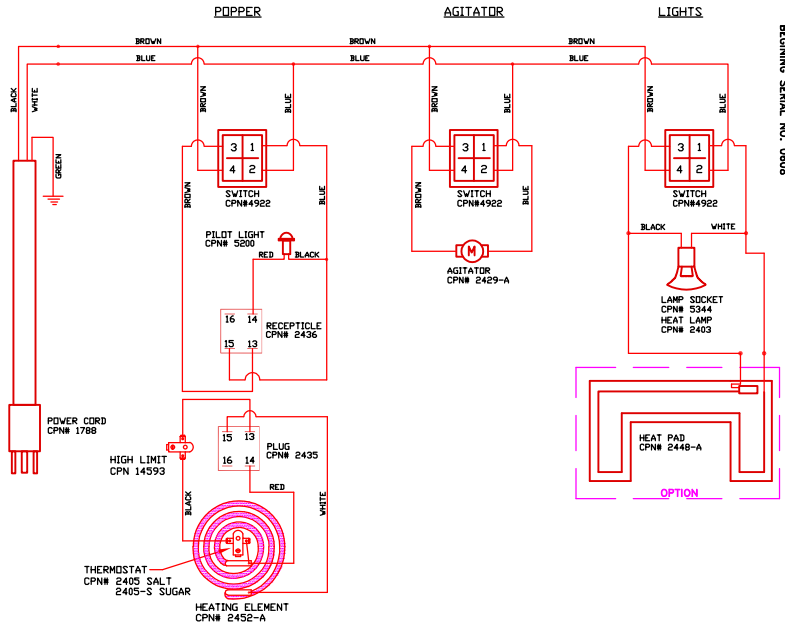 POPPER
AGITATOR
LIGHTS
BROWN
BROWN
BROWN
BLUE
BLUE
BLUE
BLACK
WHITE
GREEN
BROWN
BLUE
BROWN
BLUE
BROWN
BLUE
3 1
4 2
SWITCH
CPN#4922
3 1
4 2
SWITCH
CPN#4922
3 1
4 2
SWITCH
CPN#4922
BROWN
BLUE
BROWN
BLUE
PILOT LIGHT
CPN# 5200
RED
BLACK
M
AGITATOR
CPN# 2429-A
BLACK
WHITE
LAMP SOCKET
CPN# 5344
HEAT LAMP
CPN# 2403
16 14
15 13
RECEPTICLE
CPN# 2436
POWER CORD
CPN# 1788
HIGH LIMIT
CPN 14593
15 13
16 14
PLUG
CPN# 2435
RED
BLACK
WHITE
HEAT PAD
CPN# 2448-A
OPTION
THERMOSTAT
CPN# 2405 SALT
2405-S SUGAR
HEATING ELEMENT
CPN# 2452-A
SERIAL NO.